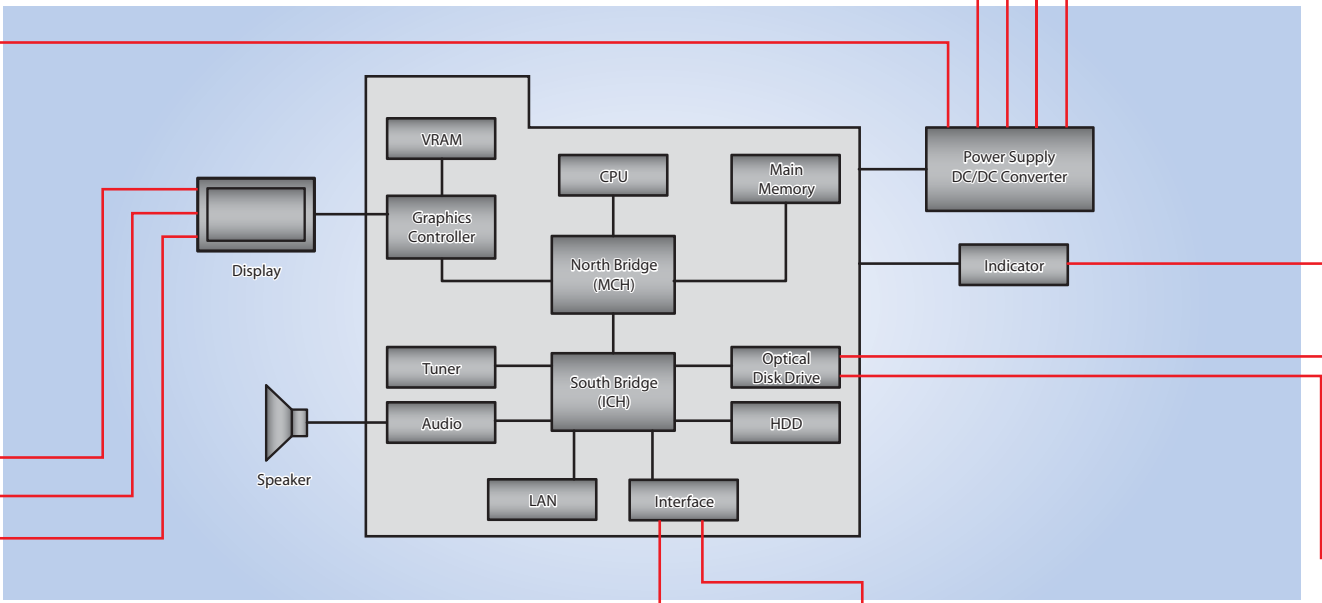 VRAM
CPU
Main
Memory
Power Supply
DC/DC Converter
Graphics
Controller
Display
North Bridge
(MCH)
Indicator
Tuner
South Bridge
(ICH)
Optical
Disk Drive
Audio
HDD
Speaker
LAN
Interface